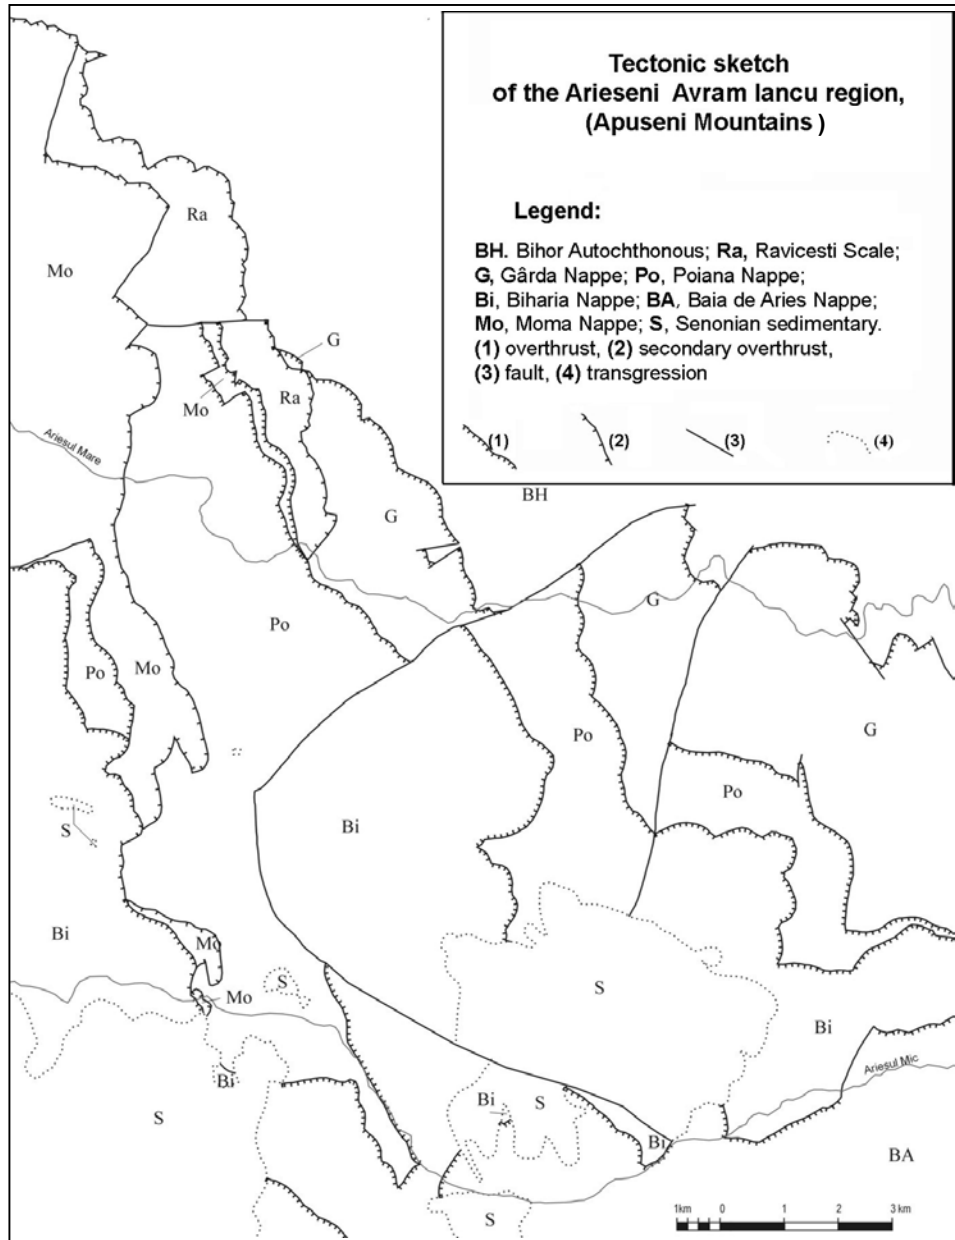 Tectonic sketch
of the Arieseni Avram Iancu region,
(Apuseni Mountains )
Legend:
BH. Bihor Autochthonous; Ra, Ravicesti Scale;
G, Gârda Nappe; Po, Poiana Nappe;
Bi, Biharia Nappe; BA, Baia de Aries Nappe;
Mo, Moma Nappe; S, Senonian sedimentary.
(1) overthrust, (2) secondary overthrust,
(3) fault, (4) transgression
(1) (2) (3) (4)
Ra
Mo
G
Mo
Ra
Ariesul Mare
BH
G
G
Po
Po
Mo
Po
G
Po
S
Bi
Bi
Mo
S
S
Mo
Bi
Ariesul Mic
Bi
Bi
S
S
Bi
BA
S
1km 0 1 2 3 km